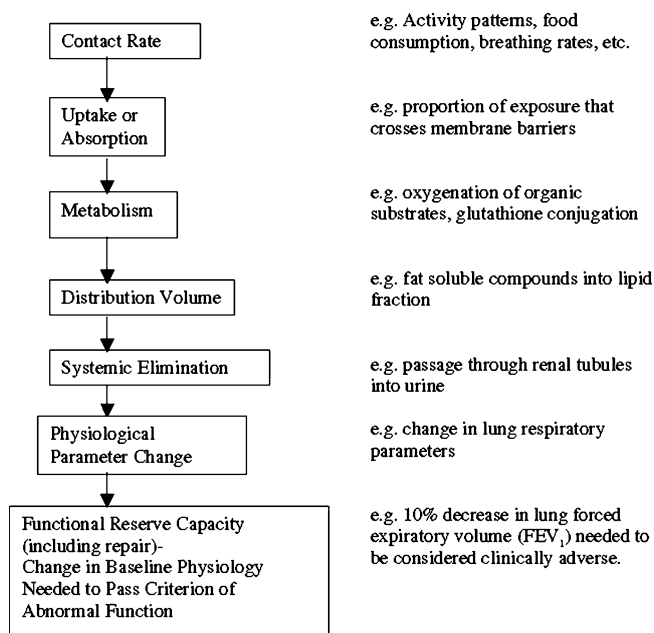 Contact Rate
e.g. Activity patterns, food
consumption, breathing rates, etc.
Uptake or
Absorption
e.g. proportion of exposure that
crosses membrane barriers
Metabolism
e.g. oxygenation of organic
substrates, glutathione conjugation
Distribution Volume
e.g. fat soluble compounds into lipid
fraction
Systemic Elimination
e.g. passage through renal tubules
into urine
Physiological
Parameter Change
e.g. change in lung respiratory
parameters
Functional Reserve Capacity
(including repair)-
Change in Baseline Physiology
Needed to Pass Criterion of
Abnormal Function
e.g. 10% decrease in lung forced
expiratory volume (FEV₁) needed to
be considered clinically adverse.